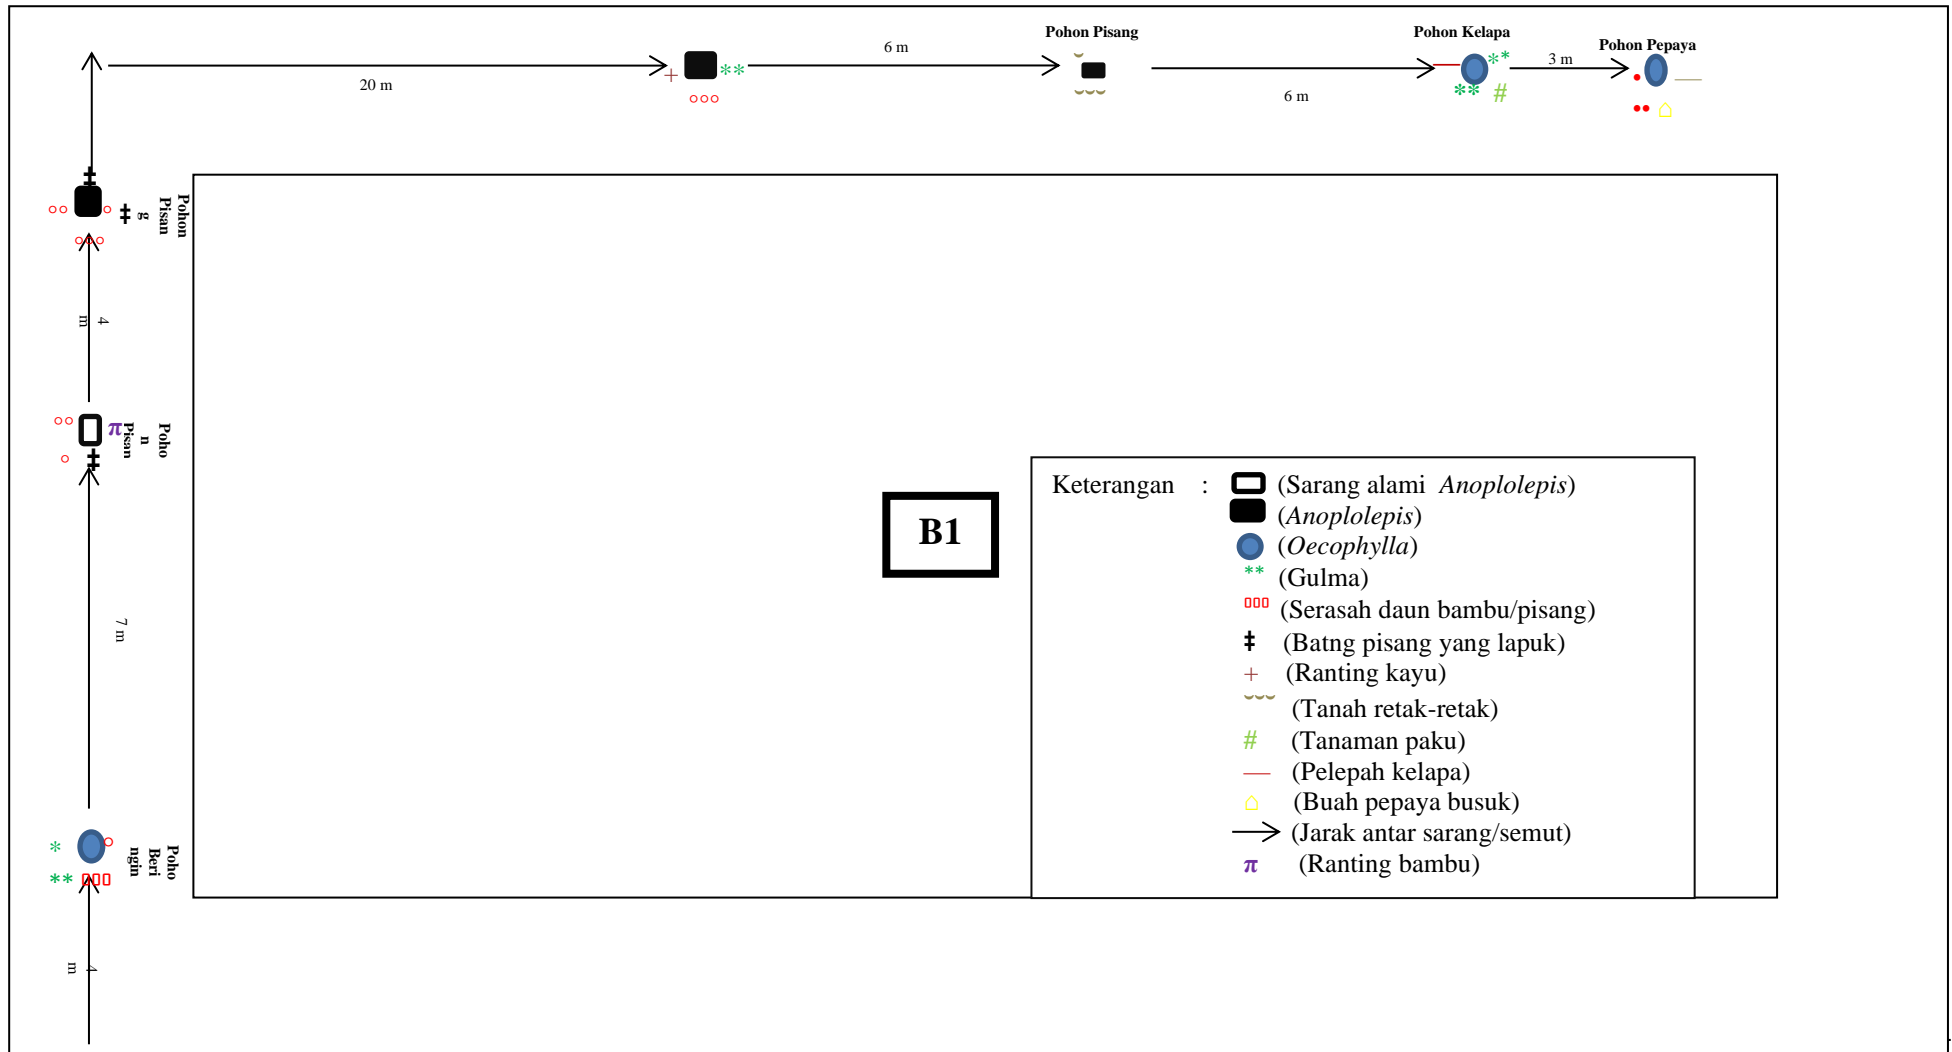 Pohon Pisang
Pohon Kelapa
Pohon Pepaya
6 m
3 m
20 m
**
+
**
**
#
6 m
‡
Pohon
Pisan
g
‡
4
m
π
Poho
n
Pisan
‡
B1
Keterangan : (Sarang alami Anoplolepis)
(Anoplolepis)
(Oecophylla)
** (Gulma)
(Serasah daun bambu/pisang)
‡ (Batng pisang yang lapuk)
+ (Ranting kayu)
(Tanah retak-retak)
# (Tanaman paku)
— (Pelepah kelapa)
(Buah pepaya busuk)
(Jarak antar sarang/semut)
π (Ranting bambu)
7 m
*
**
Poho
Beri
ngin
4
m